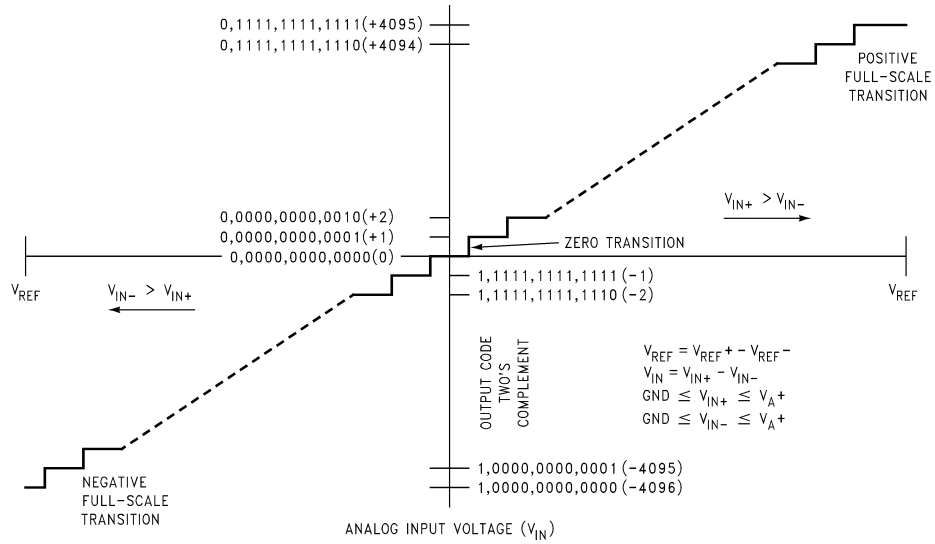 0,1111,1111,1111(+4095)
0,1111,1111,1110(+4094)
POSITIVE
FULL-SCALE
TRANSITION
V_IN+ > V_IN-
0,0000,0000,0010(+2)
0,0000,0000,0001(+1)
0,0000,0000,0000(0)
ZERO TRANSITION
1,1111,1111,1111(-1)
1,1111,1111,1110(-2)
V_REF
V_IN- > V_IN+
V_REF
OUTPUT CODE
TWO'S
COMPLEMENT
V_REF = V_REF+ - V_REF-
V_IN = V_IN+ - V_IN-
GND ≤ V_IN+ ≤ V_A+
GND ≤ V_IN- ≤ V_A+
1,0000,0000,0001(-4095)
1,0000,0000,0000(-4096)
NEGATIVE
FULL-SCALE
TRANSITION
ANALOG INPUT VOLTAGE (V_IN)